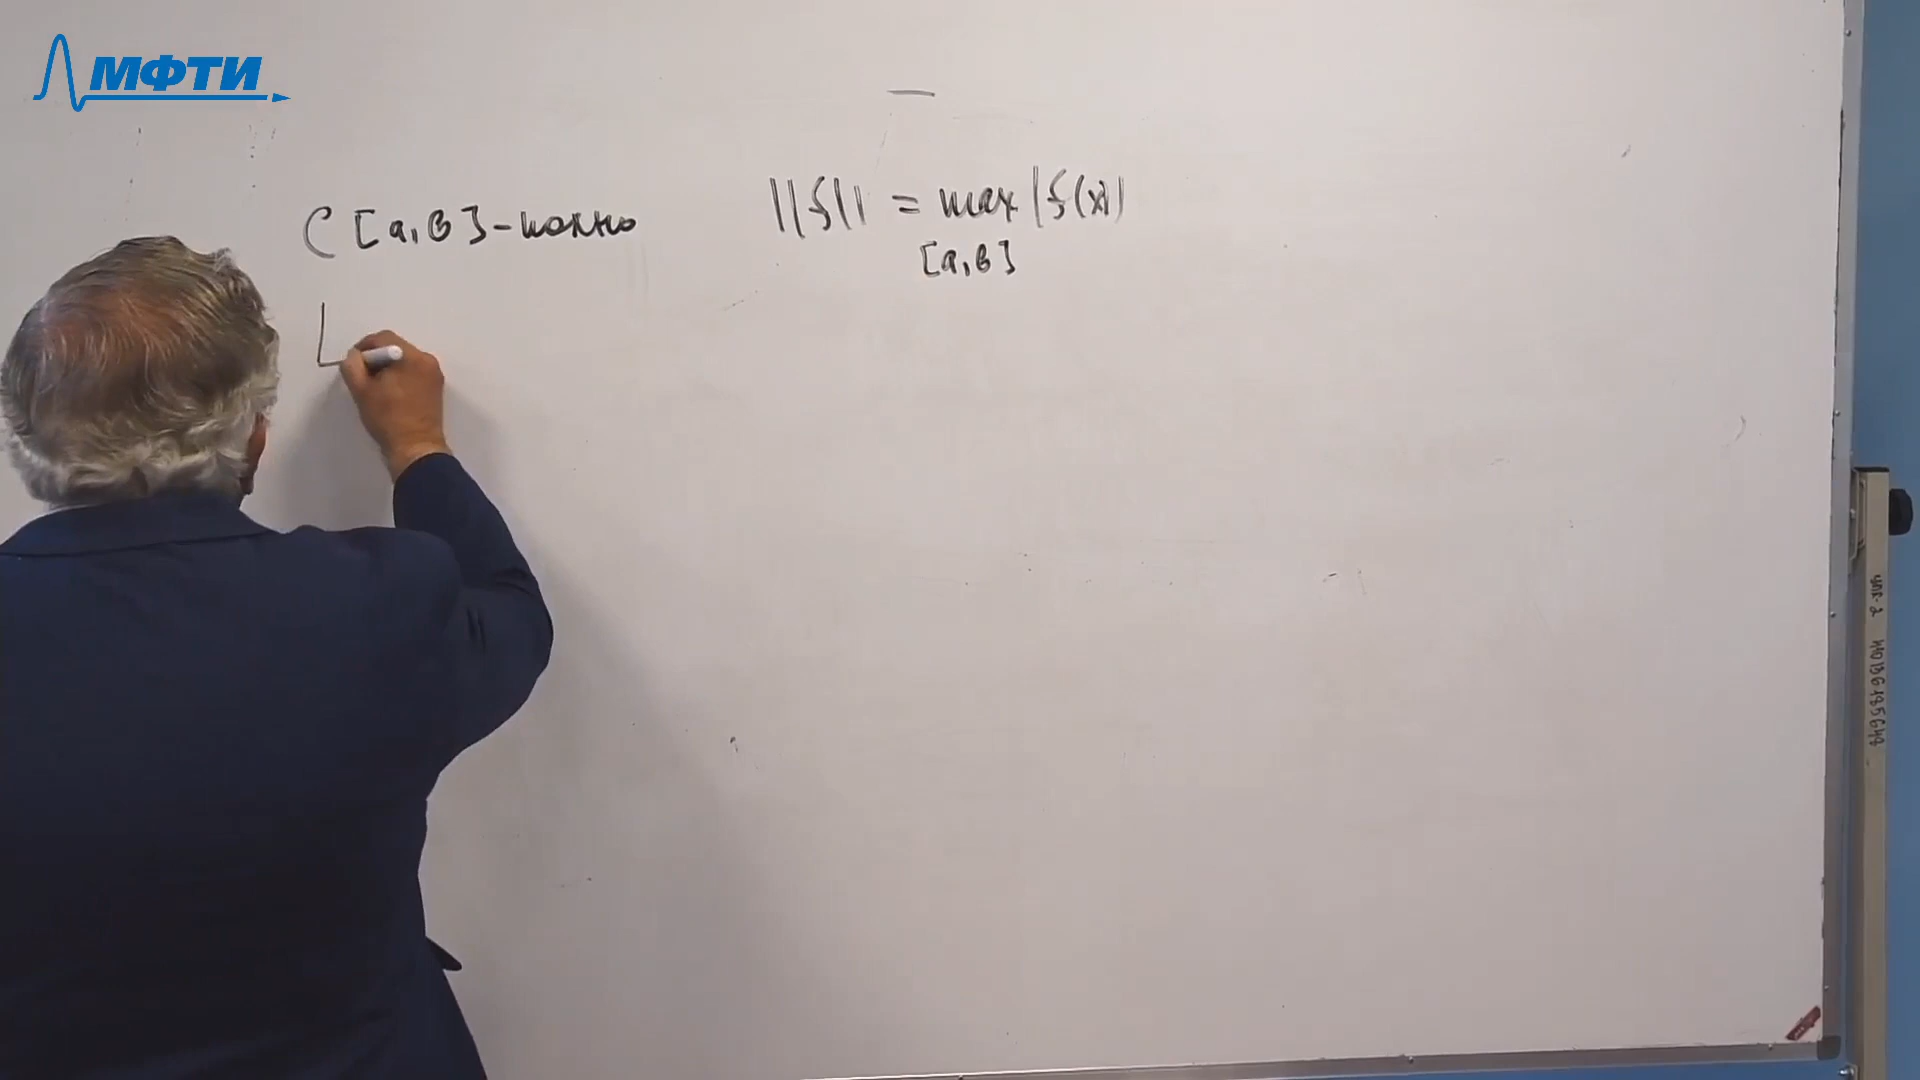 МФТИ
C [a, b] - полно ||f|| = max |f(x)|
[a, b]
L